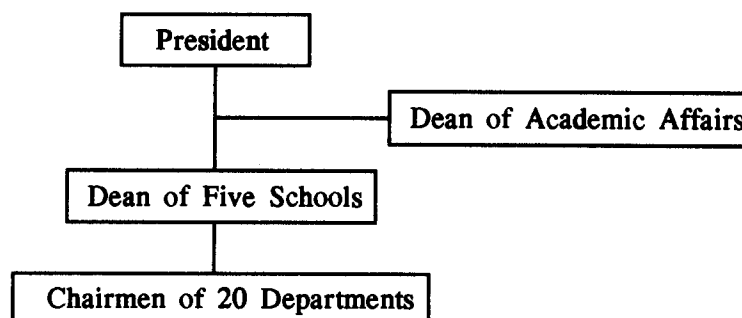 President
Dean of Academic Affairs
Dean of Five Schools
Chairmen of 20 Departments